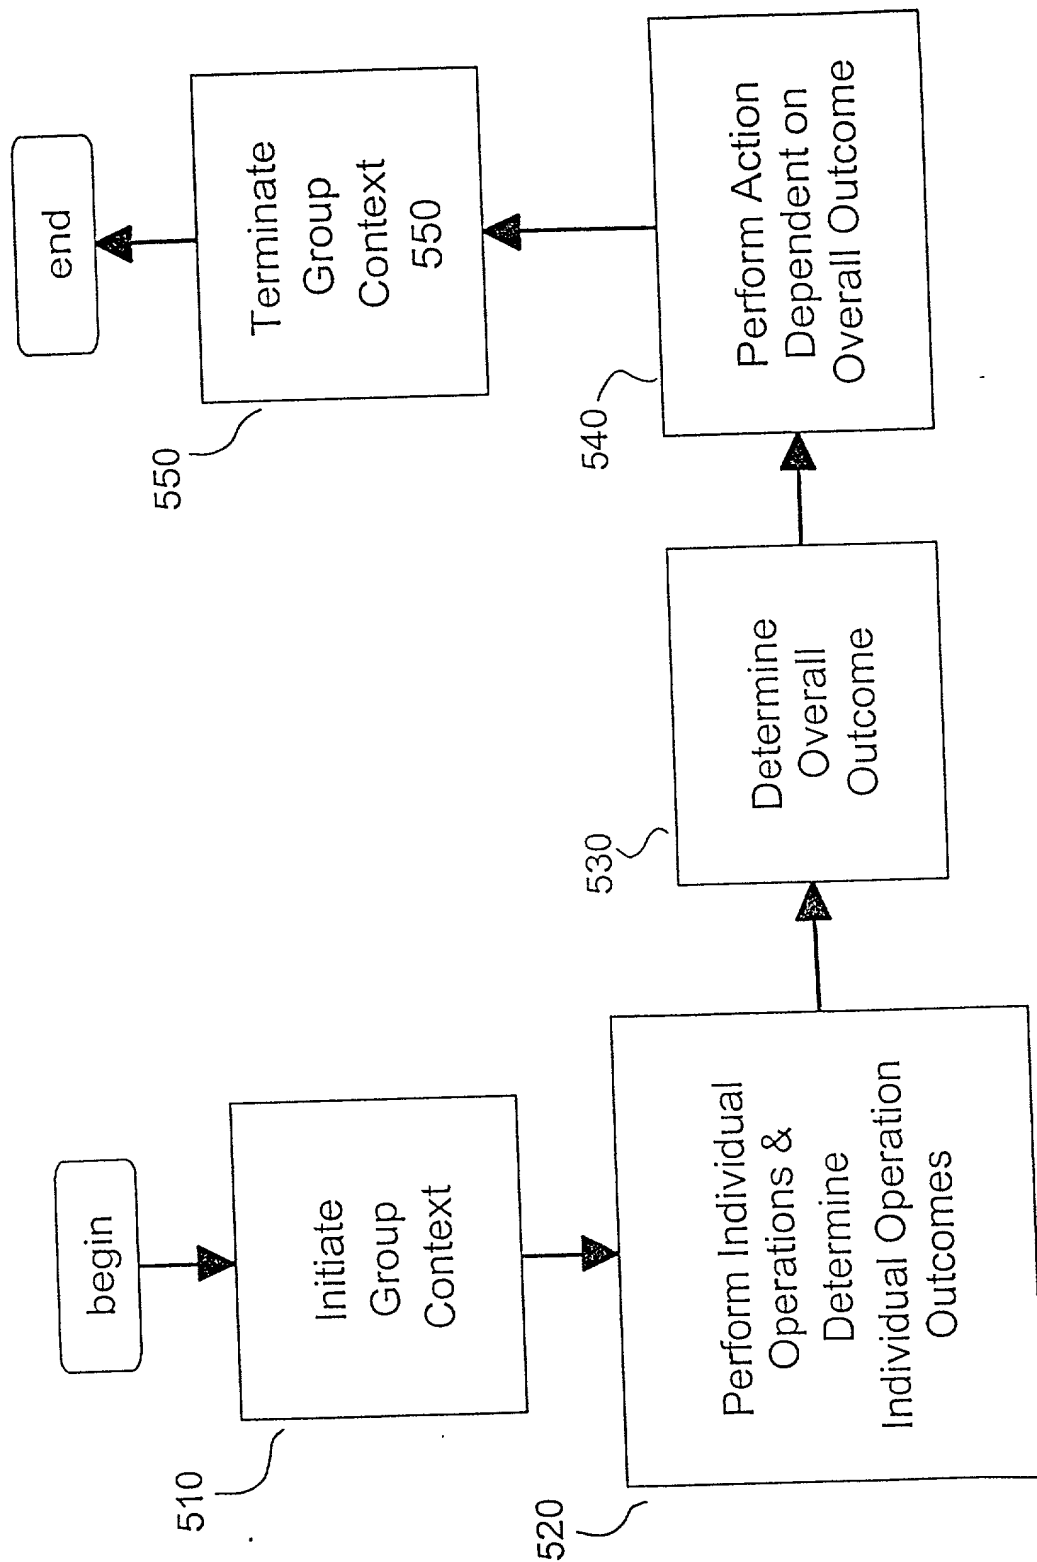 begin
510
Initiate
Group
Context
520
Perform Individual
Operations &
Determine
Individual Operation
Outcomes
530
Determine
Overall
Outcome
540
Perform Action
Dependent on
Overall Outcome
550
Terminate
Group
Context
550
end